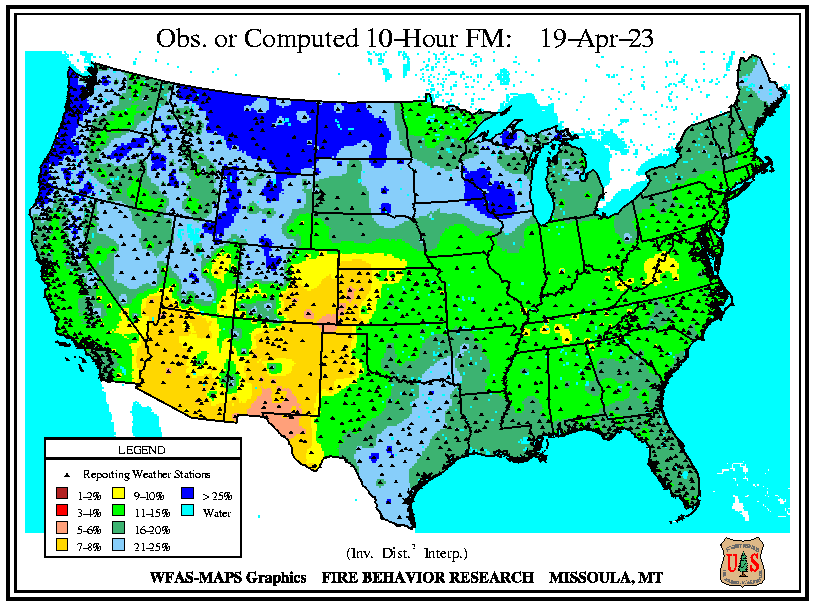 Obs. or Computed 10-Hour FM: 19-Apr-23
LEGEND
Reporting Weather Stations
1-2% 9-10% > 25%
3-4% 11-15% Water
5-6% 16-20%
7-8% 21-25%
(Inv. Dist.² Interp.)
WFAS-MAPS Graphics FIRE BEHAVIOR RESEARCH MISSOULA, MT
U S